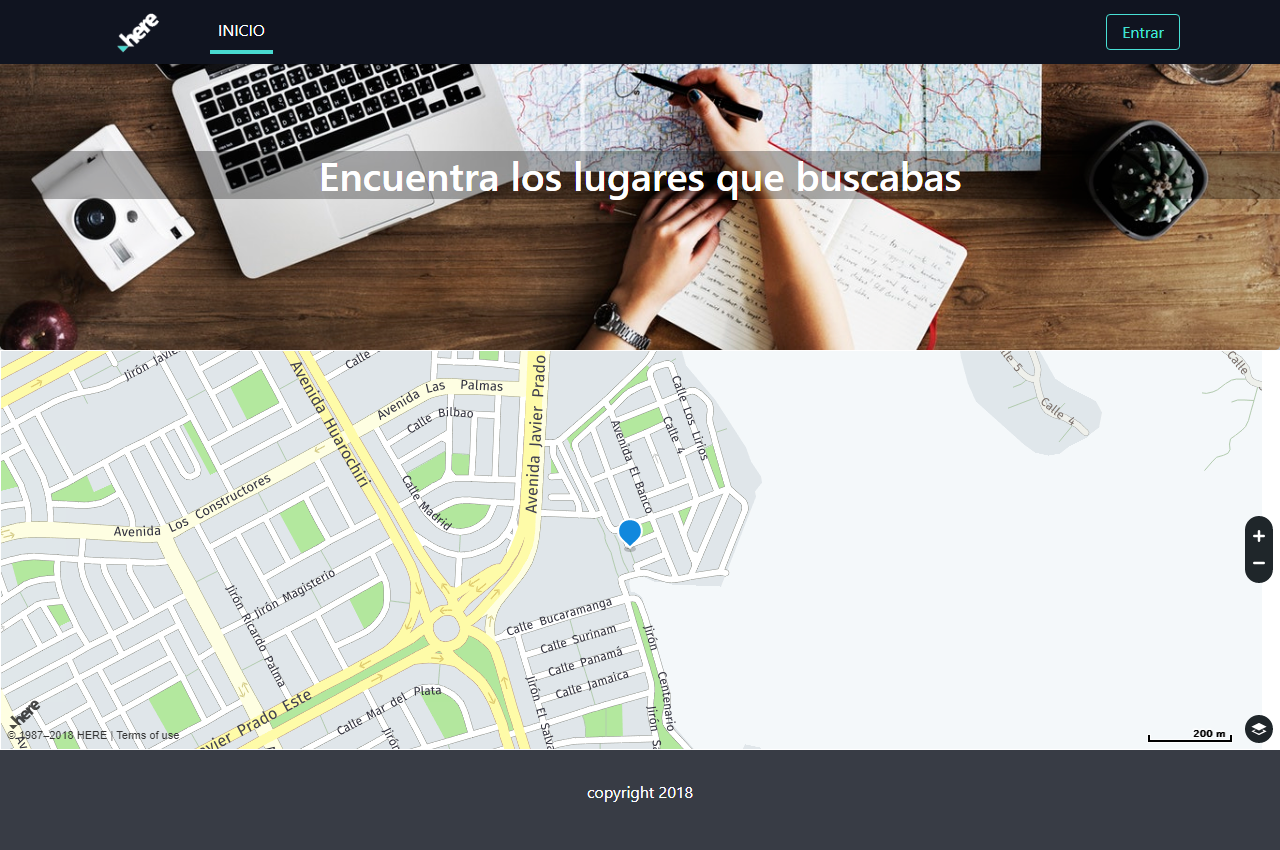 here
INICIO
Entrar
Encuentra los lugares que buscabas
Jirón Javie
Calle
Avenida Huarochiri
Avenida Las Palmas
Calle Bilbao
Avenida Javier Prado
Calle Los Lirios
Calle 4
Avenida El Banco
Calle 5
Calle 4
Calle
Avenida Los Constructores
Calle Madrid
Jirón Magisterio
Jirón Ricardo Palma
Calle Bucaramanga
Calle Surinam
Calle Panamá
Calle Jamaica
Jirón Centenario
Calle Mar del Plata
Javier Prado Este
Jirón El Salva
Jirón
Jirón Sa
here
© 1987–2018 HERE | Terms of use
+
−
200 m
copyright 2018